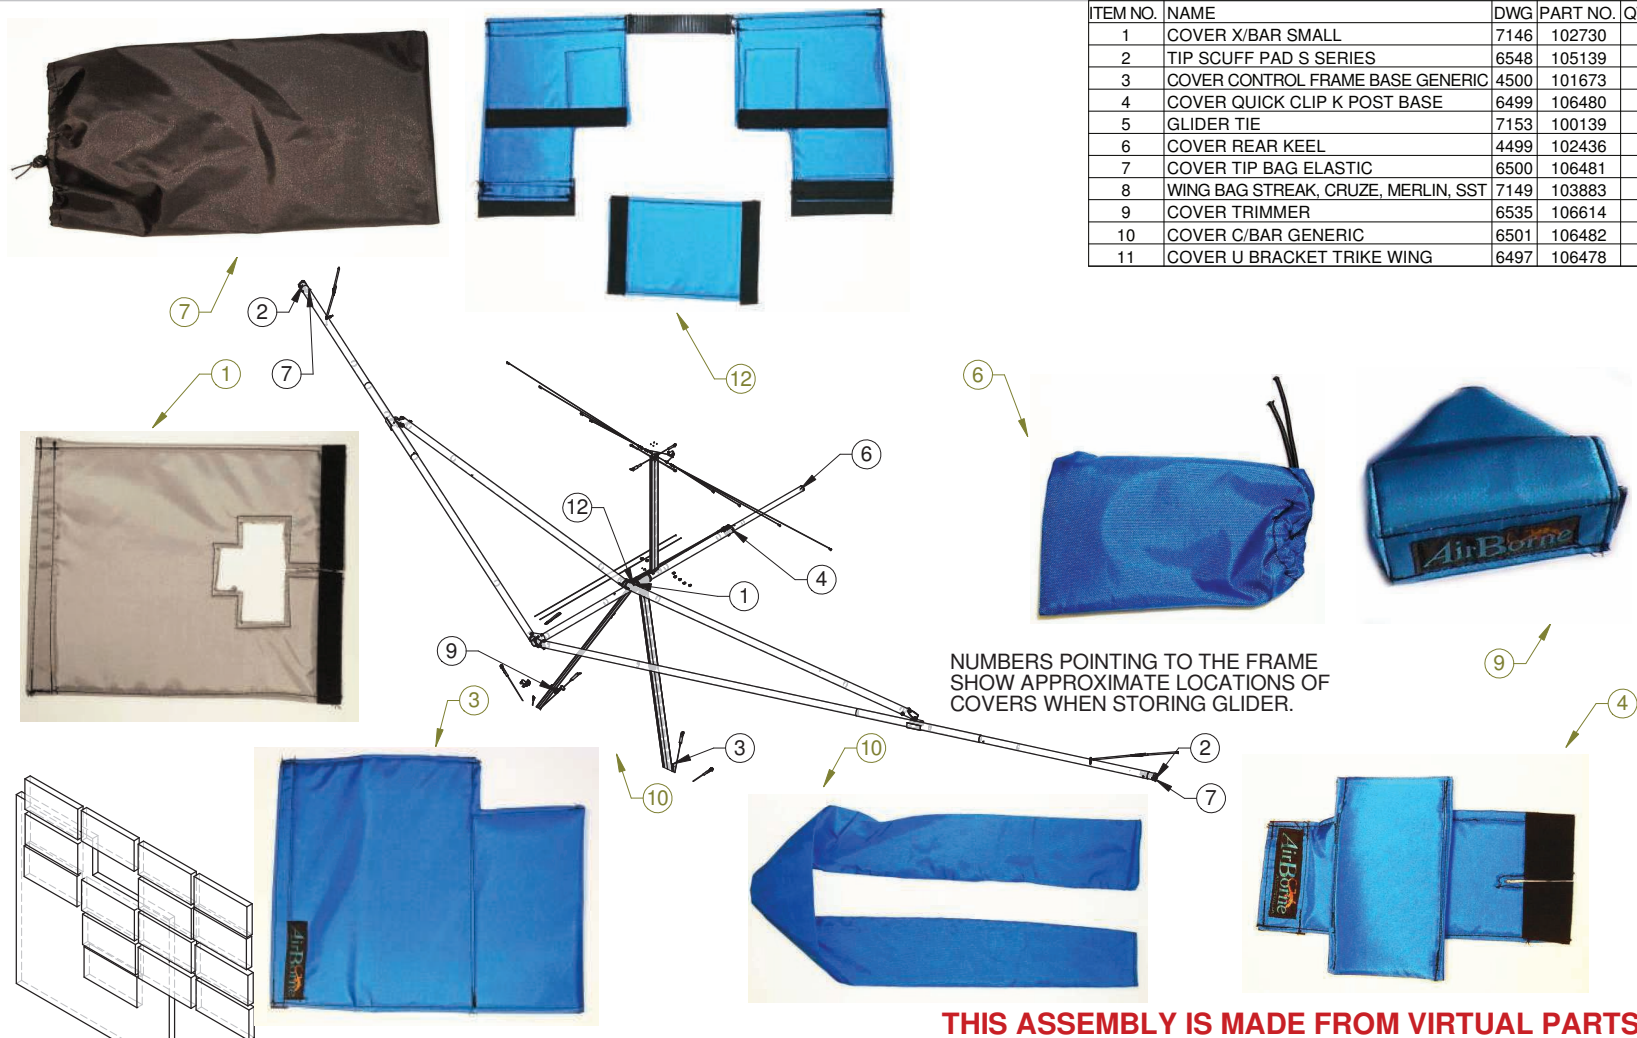 ITEM NO. NAME DWG PART NO. Q
1 COVER X/BAR SMALL 7146 102730
2 TIP SCUFF PAD S SERIES 6548 105139
3 COVER CONTROL FRAME BASE GENERIC 4500 101673
4 COVER QUICK CLIP K POST BASE 6499 106480
5 GLIDER TIE 7153 100139
6 COVER REAR KEEL 4499 102436
7 COVER TIP BAG ELASTIC 6500 106481
8 WING BAG STREAK, CRUZE, MERLIN, SST 7149 103883
9 COVER TRIMMER 6535 106614
10 COVER C/BAR GENERIC 6501 106482
11 COVER U BRACKET TRIKE WING 6497 106478
7
2
7
12
1
6
6
12
4
1
9
3
3
10
10
2
7
AirBorne
9
4
NUMBERS POINTING TO THE FRAME
SHOW APPROXIMATE LOCATIONS OF
COVERS WHEN STORING GLIDER.
AirBorne
AirBorne
THIS ASSEMBLY IS MADE FROM VIRTUAL PARTS